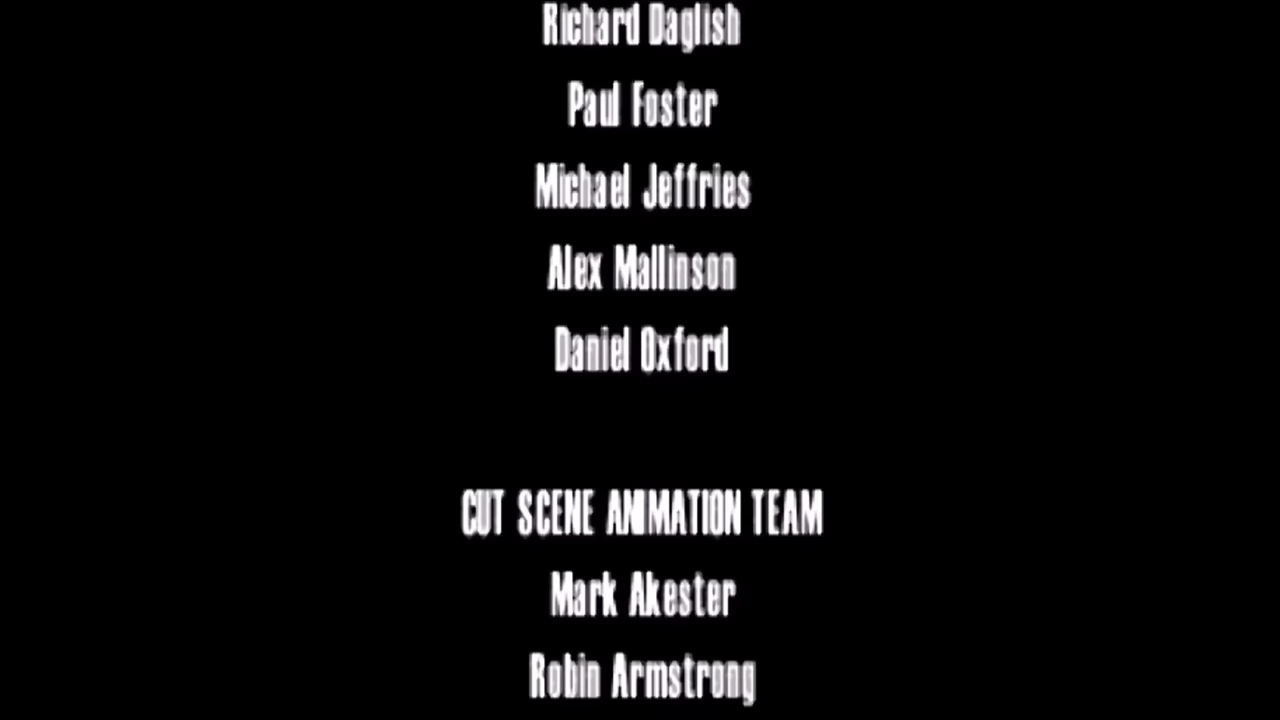 Richard Daglish
Paul Foster
Michael Jeffries
Alex Mallinson
Daniel Oxford
CUT SCENE ANIMATION TEAM
Mark Akester
Robin Armstrong